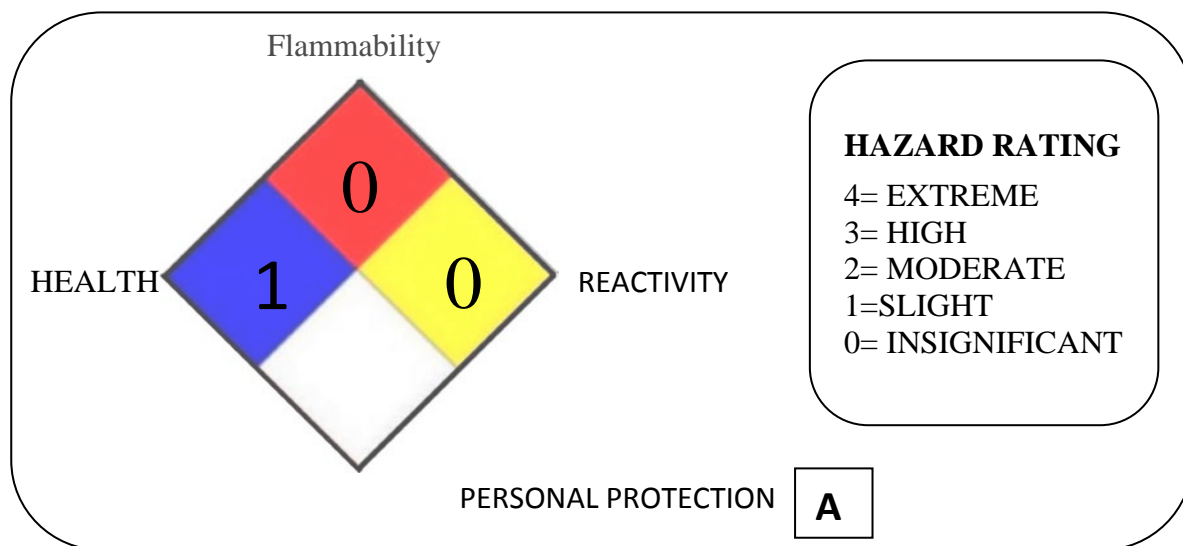 Flammability
0
HEALTH
1
0
REACTIVITY
PERSONAL PROTECTION A
HAZARD RATING
4= EXTREME
3= HIGH
2= MODERATE
1=SLIGHT
0= INSIGNIFICANT